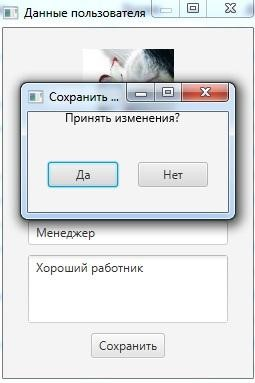 Данные пользователя
Сохранить ...
Принять изменения?
Да
Нет
Менеджер
Хороший работник
Сохранить